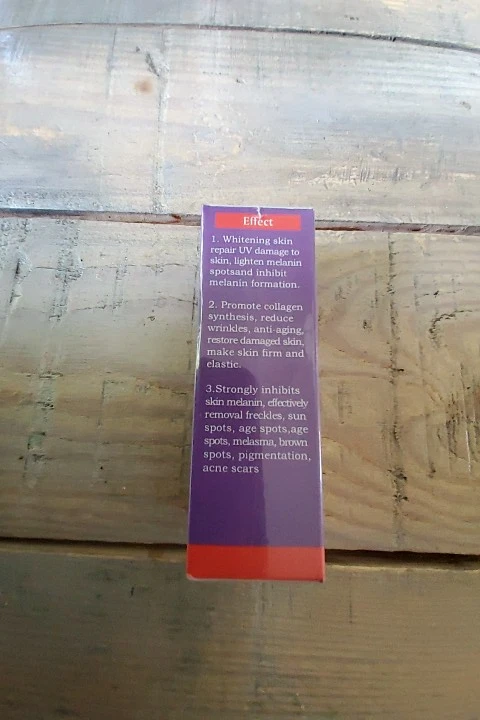 Effect
1. Whitening skin
repair UV damage to
skin, lighten melanin
spotsand inhibit
melanin formation.
2. Promote collagen
synthesis, reduce
wrinkles, anti-aging,
restore damaged skin,
make skin firm and
elastic.
3.Strongly inhibits
skin melanin, effectively
removal freckles, sun
spots, age spots,age
spots, melasma, brown
spots, pigmentation,
acne scars